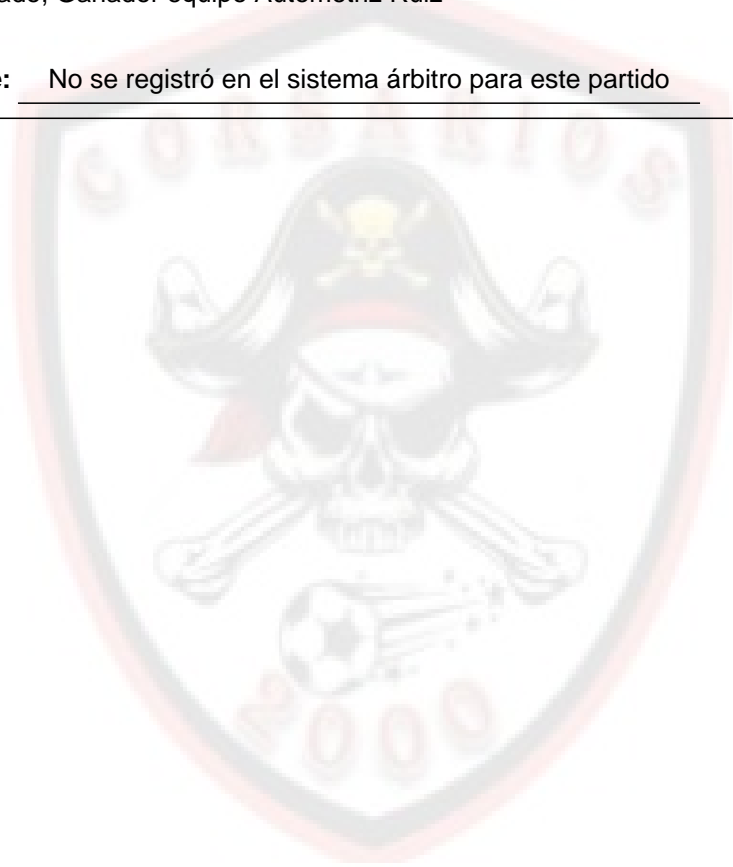 Ganador equipo Automotriz Ruiz
No se registró en el sistema árbitro para este partido
CORSARIOS
2000